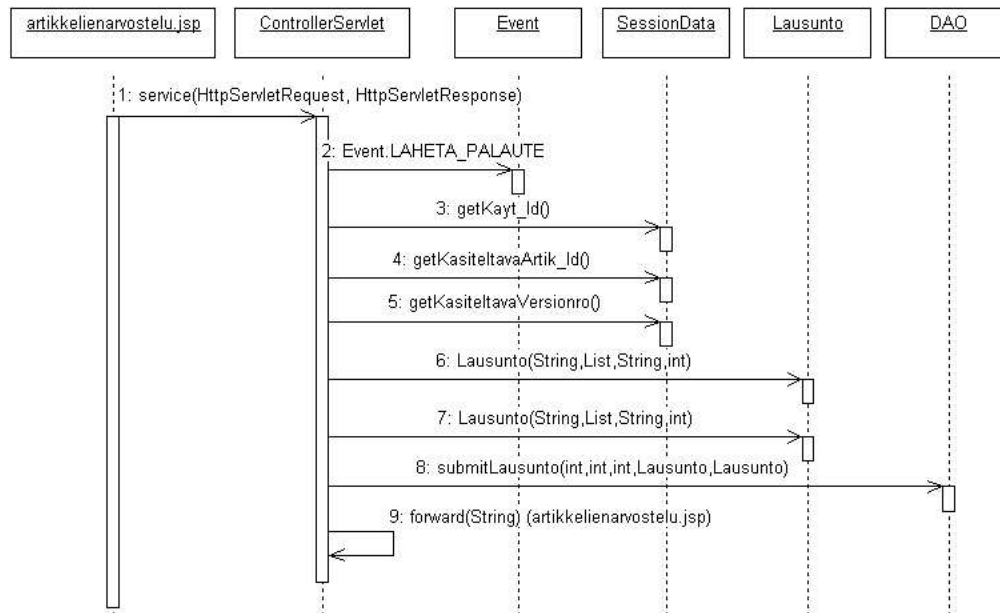 artikkelienarvostelu.jsp ControllerServlet Event SessionData Lausunto DAO
1: service(HttpServletRequest, HttpServletResponse)
2: Event.LAHETA_PALAUTE
3: getKayt_Id()
4: getKasiteltavaArtik_Id()
5: getKasiteltavaVersionro()
6: Lausunto(String,List,String,int)
7: Lausunto(String,List,String,int)
8: submitLausunto(int,int,int,Lausunto,Lausunto)
9: forward(String) (artikkelienarvostelu.jsp)